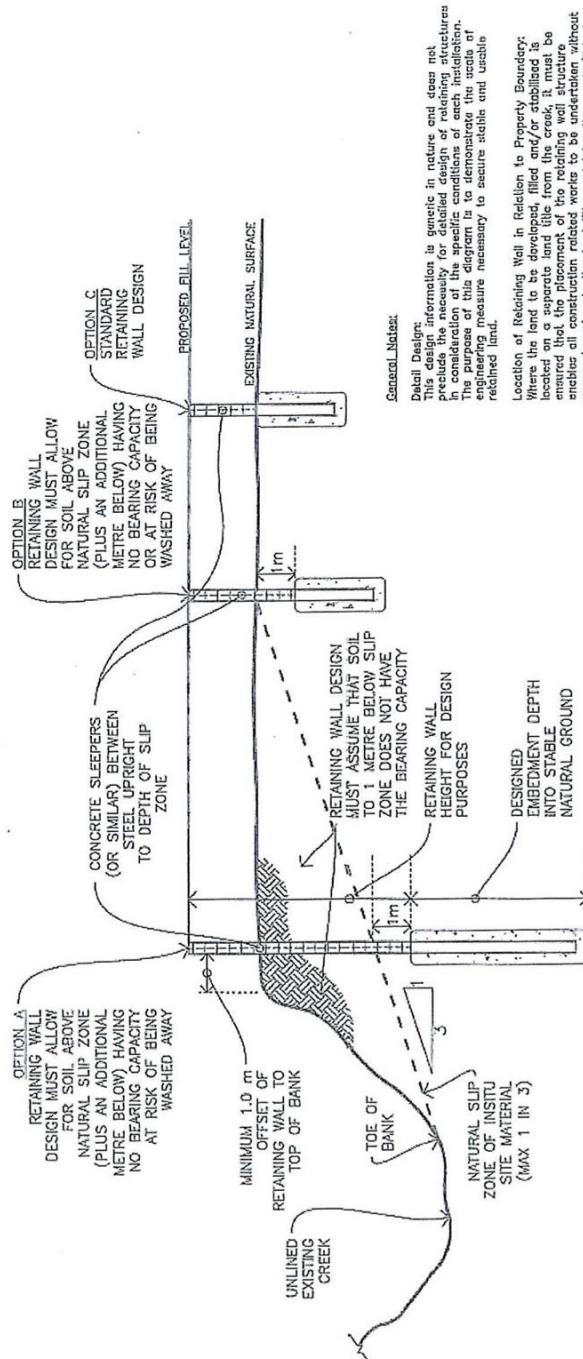 OPTION A
RETAINING WALL
DESIGN MUST ALLOW
FOR SOIL ABOVE
NATURAL SLIP ZONE
(PLUS AN ADDITIONAL
METRE BELOW) HAVING
NO BEARING CAPACITY
OR AT RISK OF BEING
WASHED AWAY
CONCRETE SLEEPERS
(OR SIMILAR) BETWEEN
STEEL UPRIGHT
TO DEPTH OF SLIP
ZONE
OPTION B
RETAINING WALL
DESIGN MUST ALLOW
FOR SOIL ABOVE
NATURAL SLIP ZONE
(PLUS AN ADDITIONAL
METRE BELOW) HAVING
NO BEARING CAPACITY
OR AT RISK OF BEING
WASHED AWAY
OPTION C
STANDARD
RETAINING
WALL DESIGN
PROPOSED FILL LEVEL
EXISTING NATURAL SURFACE
MINIMUM 1.0 m
OFFSET OF
RETAINING WALL TO
TOP OF BANK
UNLINED
EXISTING
CREEK
TOE OF
BANK
NATURAL SLIP
ZONE OF INSITU
SITE MATERIAL
(MAX 1 IN 3)
1
3
1m
1m
RETAINING WALL DESIGN
MUST ASSUME THAT SOIL
TO 1 METRE BELOW SLIP
ZONE DOES NOT HAVE
THE BEARING CAPACITY
RETAINING WALL
HEIGHT FOR DESIGN
PURPOSES
DESIGNED
EMBEDMENT DEPTH
INTO STABLE
NATURAL GROUND
General Notes:
Detail Design:
This design information is generic in nature and does not
preclude the necessity for detailed design of retaining structures
in consideration of the specific conditions of each installation.
The purpose of this diagram is to demonstrate the scale of
engineering measure necessary to secure stable and usable
retained land.
Location of Retaining Wall in Relation to Property Boundary:
Where the land to be developed, filled and/or stabilised is
located on a separate land title from the creek, it must be
ensured that the placement of the retaining wall structure
enables all construction related works to be undertaken without